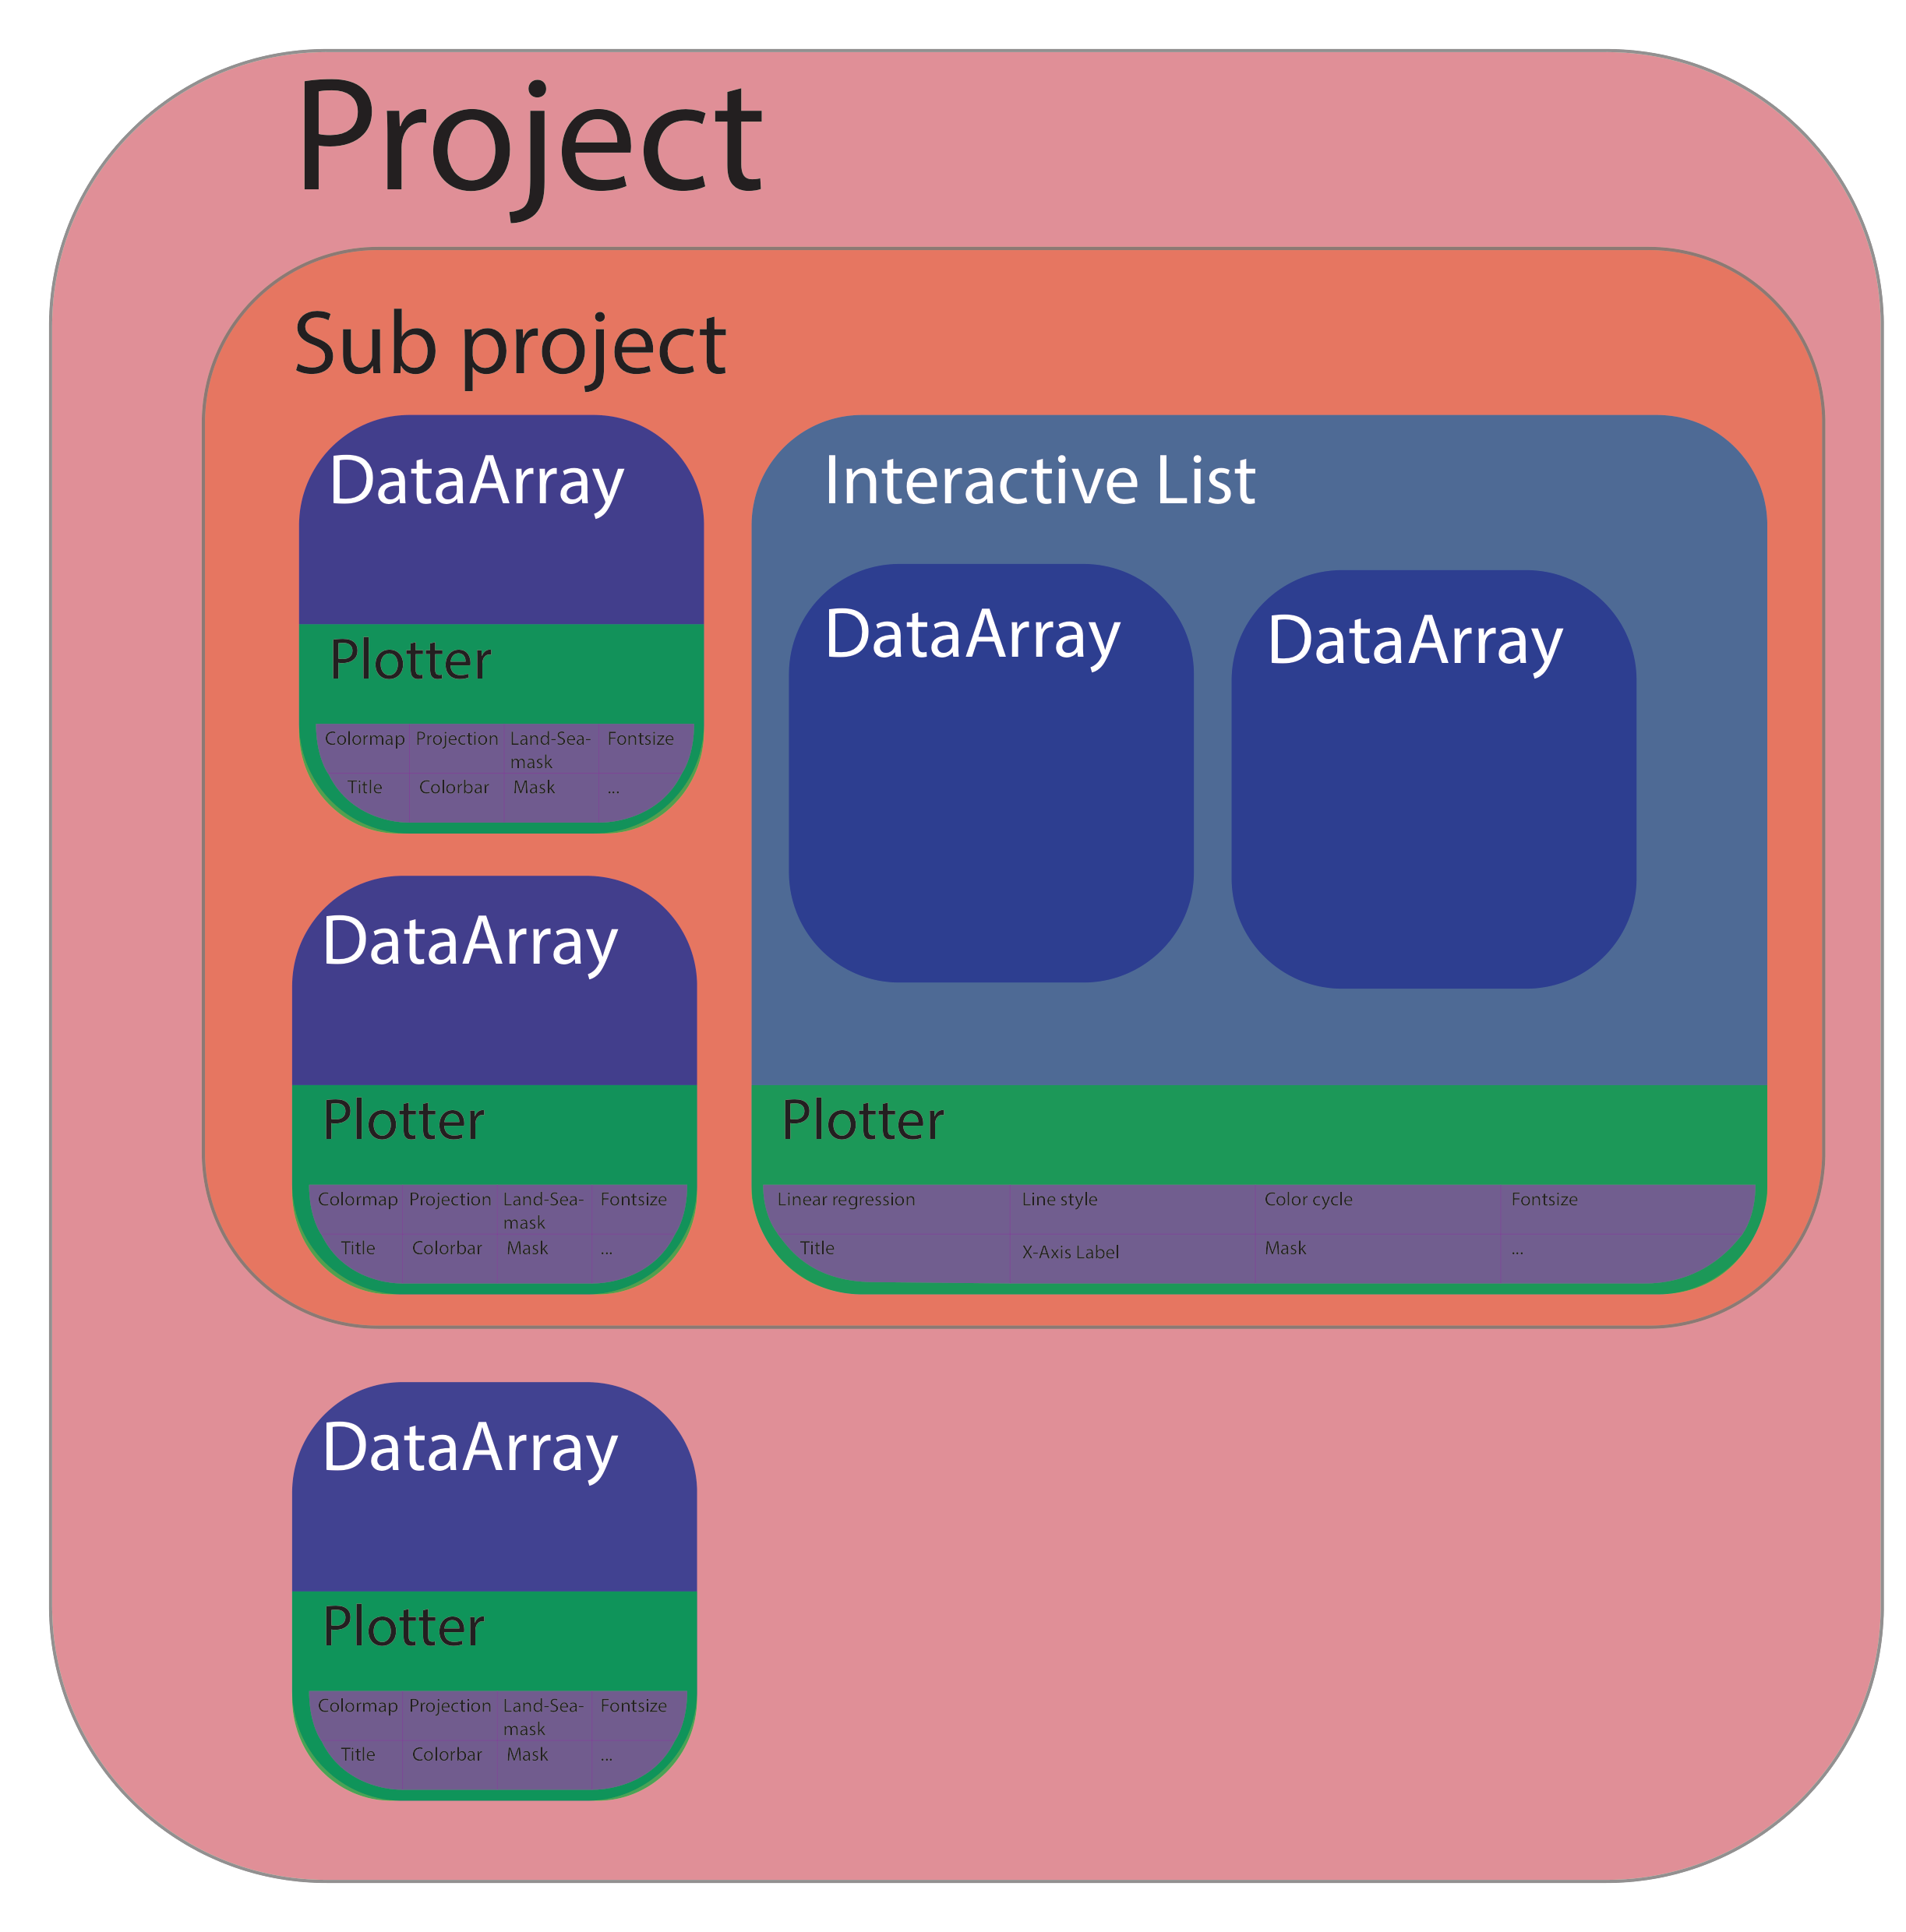 Project
Sub project
DataArray
Plotter
Colormap Projection Land-Sea- Fontsize
mask
Title Colorbar Mask ...
Interactive List
DataArray DataArray
DataArray
Plotter
Colormap Projection Land-Sea- Fontsize
mask
Title Colorbar Mask ...
Plotter
Linear regression Line style Color cycle Fontsize
Title X-Axis Label Mask ...
DataArray
Plotter
Colormap Projection Land-Sea- Fontsize
mask
Title Colorbar Mask ...